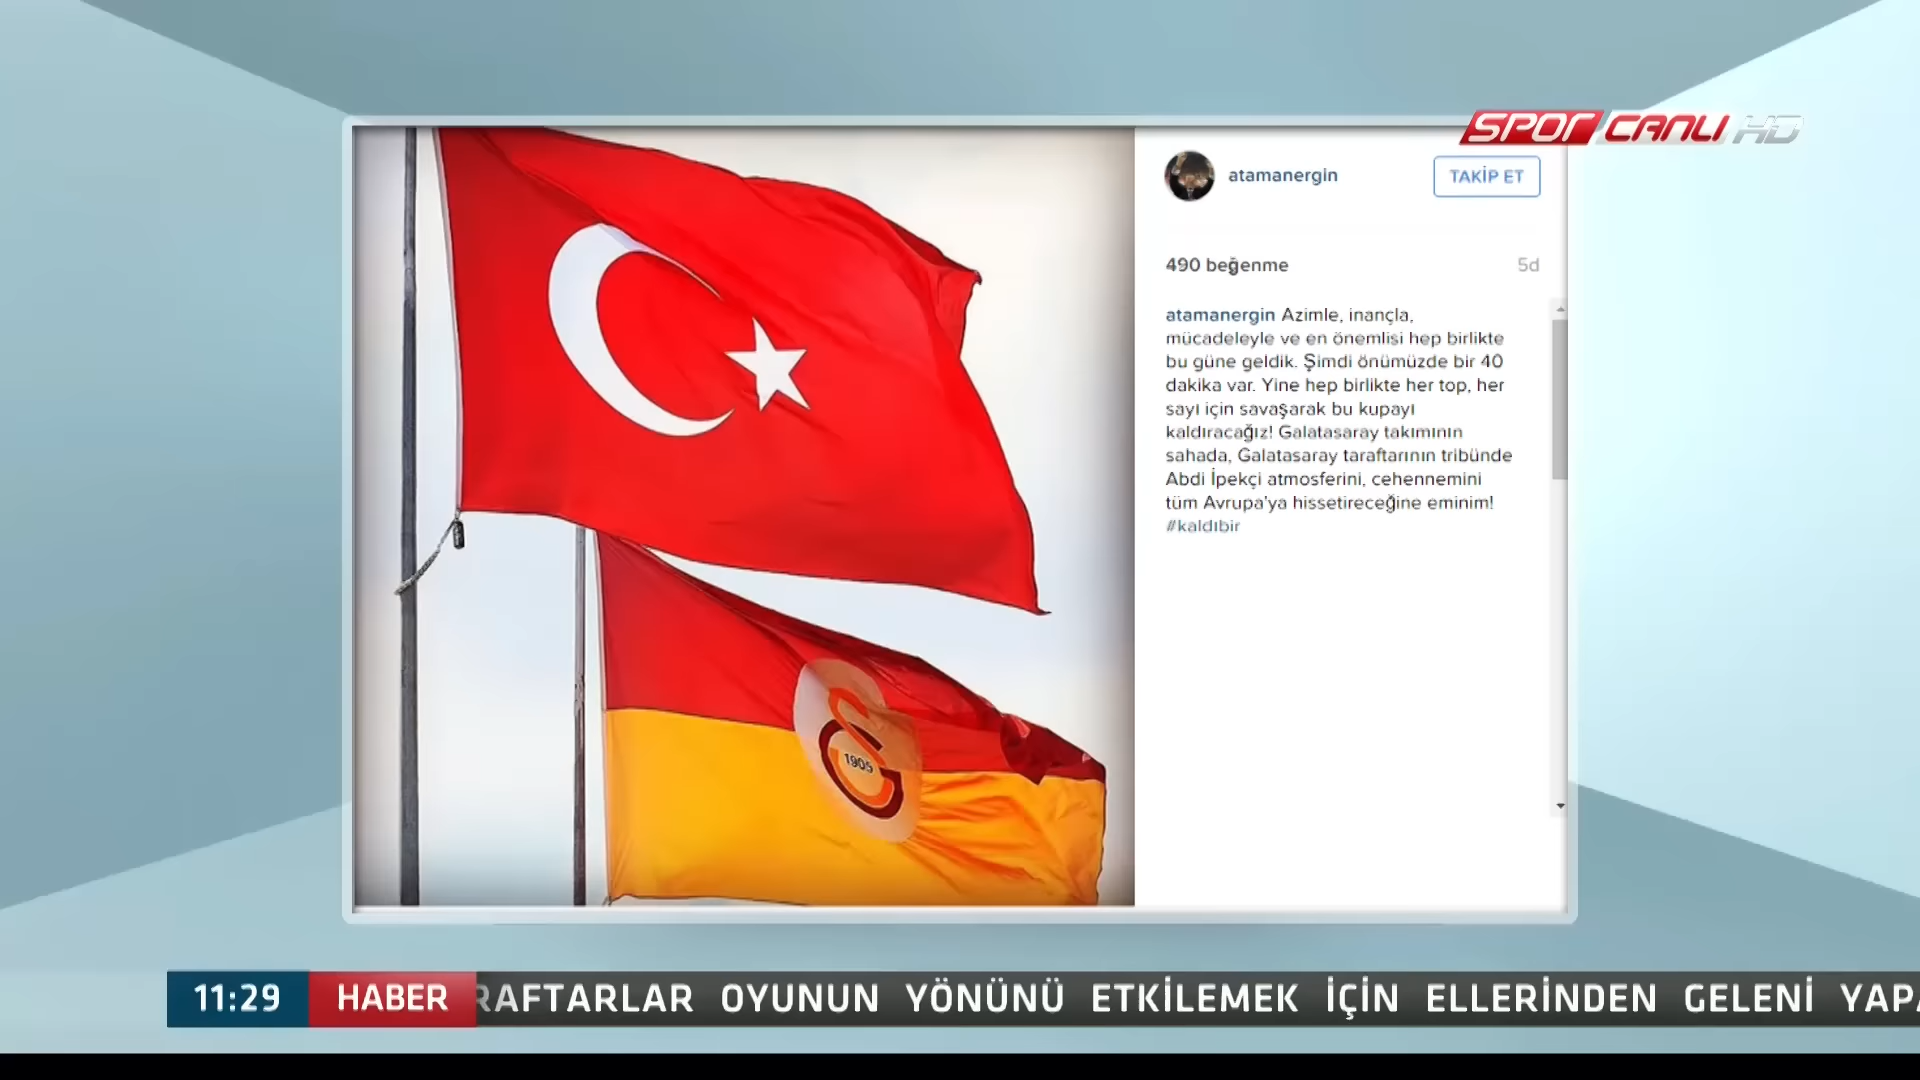 SPOR CANLI HD
atamanergin
TAKİP ET
490 beğenme
5d
atamanergin Azimle, inançla,
mücadeleyle ve en önemlisi hep birlikte
bu güne geldik. Şimdi önümüzde bir 40
dakika var. Yine hep birlikte her top, her
sayı için savaşarak bu kupayı
kaldıracağız! Galatasaray takımının
sahada, Galatasaray taraftarının tribünde
Abdi İpekçi atmosferini, cehennemini
tüm Avrupa'ya hissetireceğine eminim!
#kaldıbir
GS
1905
11:29
HABER
RAFTARLAR OYUNUN YÖNÜNÜ ETKİLEMEK İÇİN ELLERİNDEN GELENİ YAPA